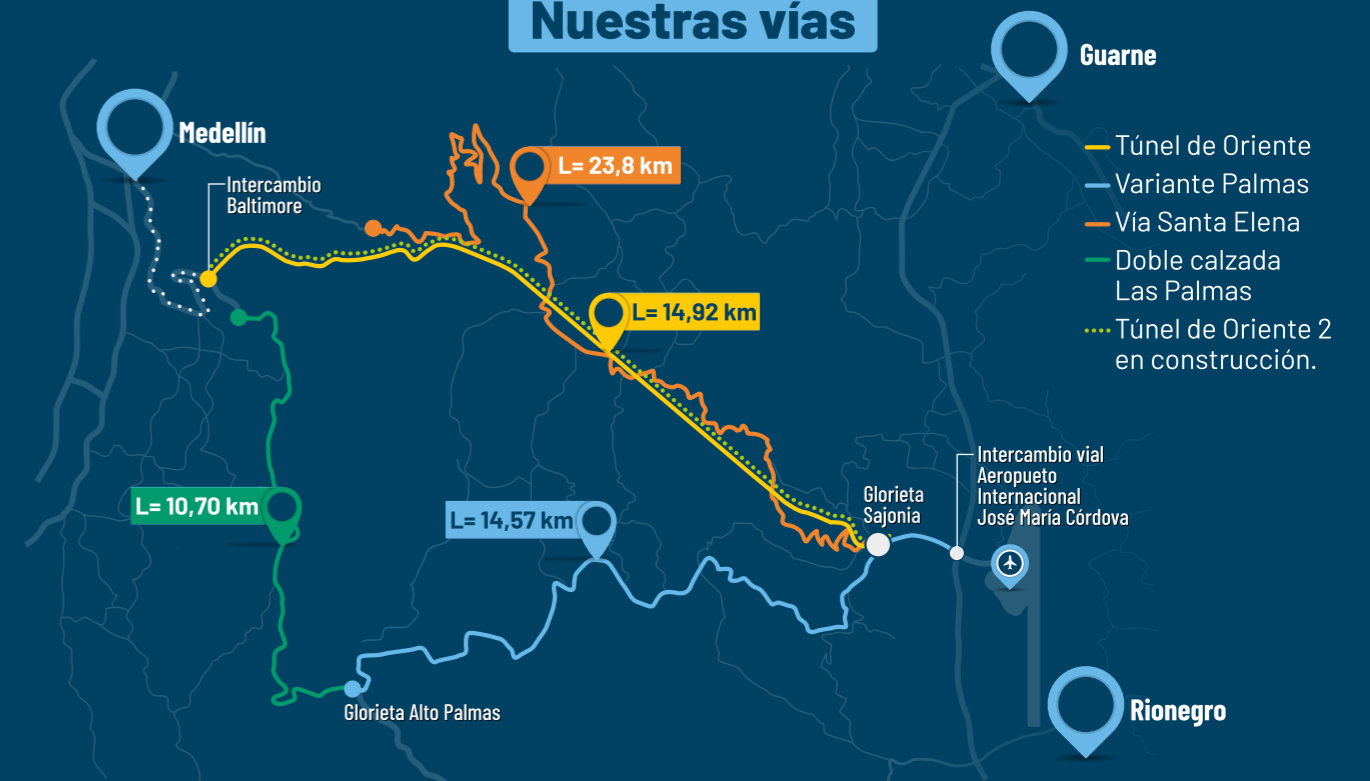 Nuestras vías
Guarne
Medellín
Intercambio
Baltimore
L= 23,8 km
Túnel de Oriente
Variante Palmas
Vía Santa Elena
Doble calzada
Las Palmas
Túnel de Oriente 2
en construcción.
L= 14,92 km
Intercambio vial
Aeropueto
Internacional
José María Córdova
Glorieta
Sajonia
L= 10,70 km
L= 14,57 km
Glorieta Alto Palmas
Rionegro